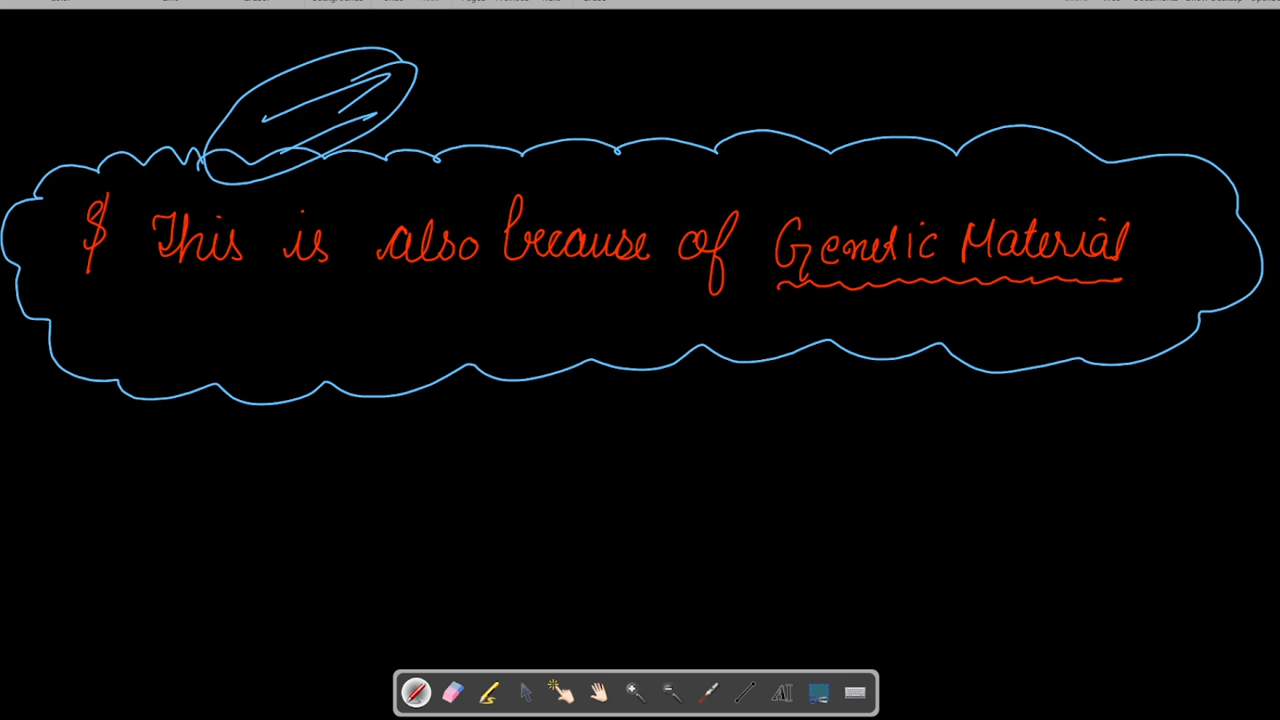 $ This is also because of Genetic Material